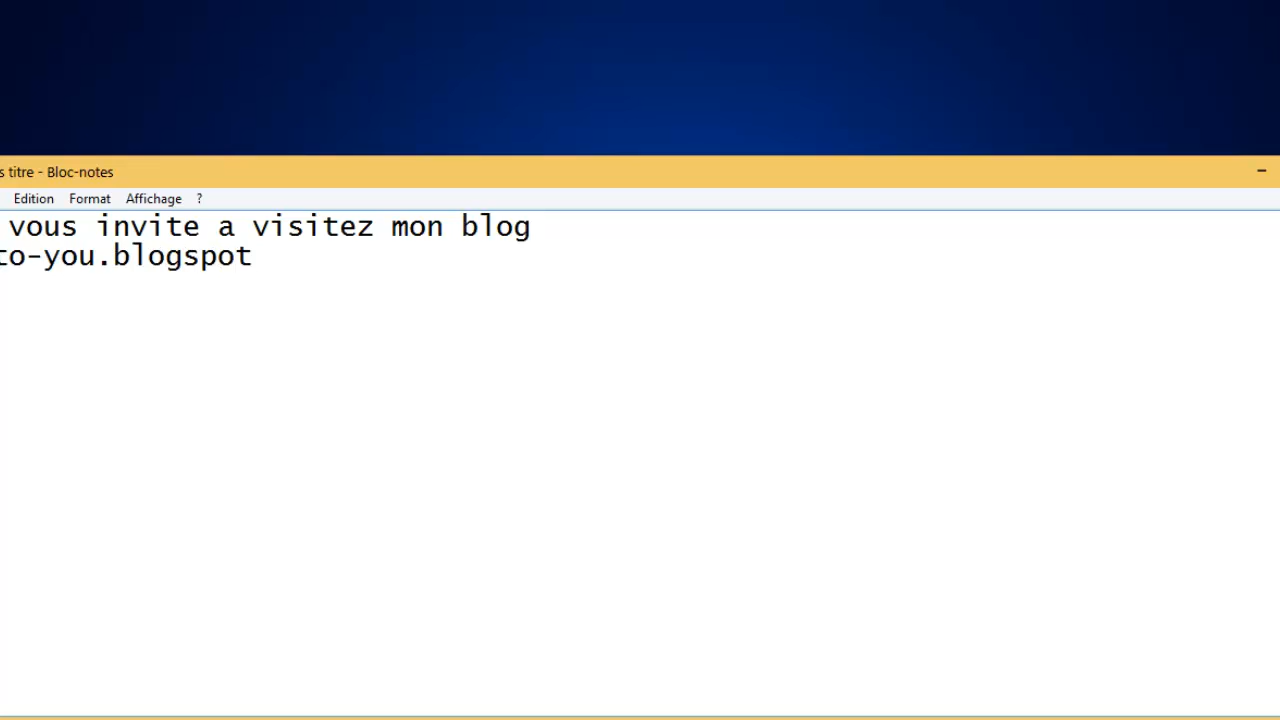 s titre - Bloc-notes
Edition Format Affichage ?
vous invite a visitez mon blog
to-you.blogspot